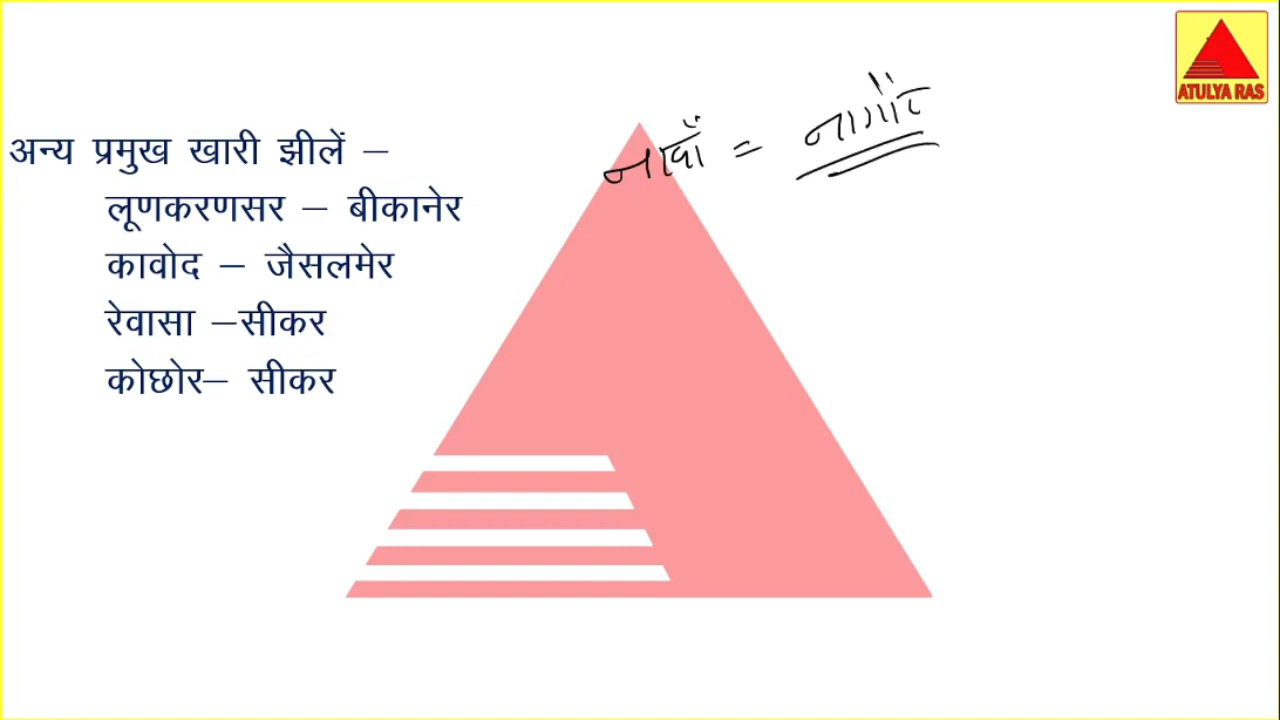 ATULYA RAS
नावाँ = नागौर
अन्य प्रमुख खारी झीलें –
लूणकरणसर – बीकानेर
कावोद – जैसलमेर
रेवासा –सीकर
कोछोर– सीकर